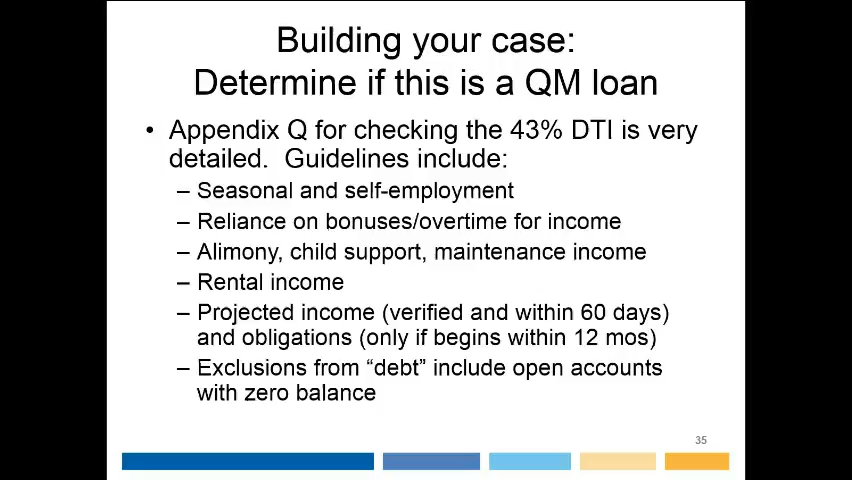 Building your case:
Determine if this is a QM loan
• Appendix Q for checking the 43% DTI is very
detailed.  Guidelines include:
– Seasonal and self-employment
– Reliance on bonuses/overtime for income
– Alimony, child support, maintenance income
– Rental income
– Projected income (verified and within 60 days)
and obligations (only if begins within 12 mos)
– Exclusions from “debt” include open accounts
with zero balance
35